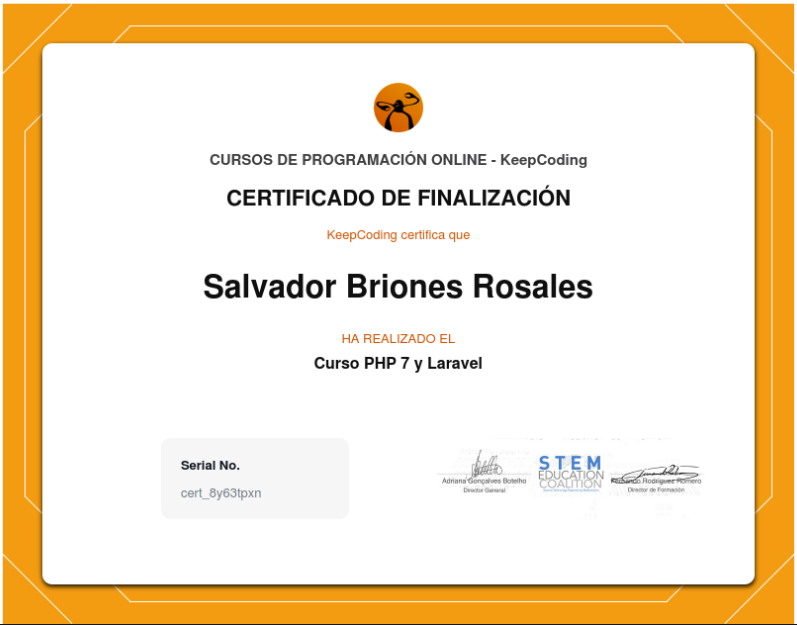 CURSOS DE PROGRAMACIÓN ONLINE - KeepCoding
CERTIFICADO DE FINALIZACIÓN
KeepCoding certifica que
Salvador Briones Rosales
HA REALIZADO EL
Curso PHP 7 y Laravel
Serial No.
cert_8y63tpxn
Adriana Gonçalves Botelho
Director General
STEM
EDUCATION
COALITION
Fernando Rodríguez Romero
Director de Formación